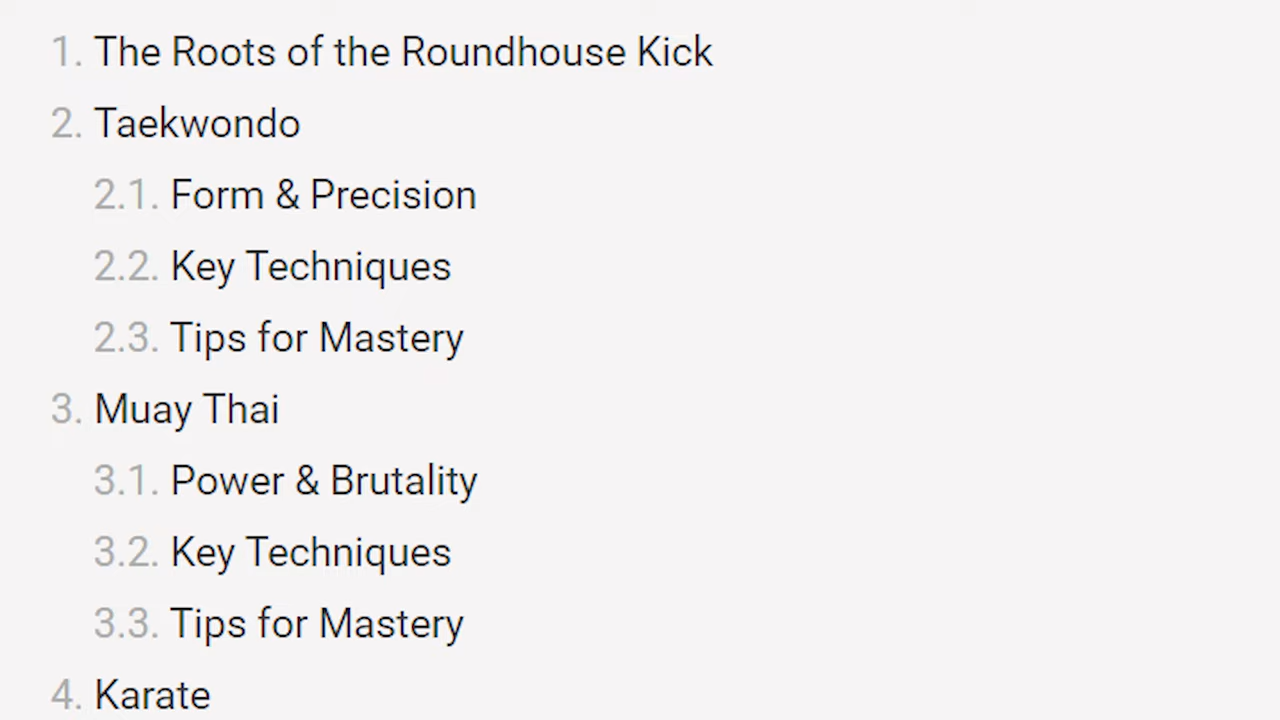 1. The Roots of the Roundhouse Kick
2. Taekwondo
2.1. Form & Precision
2.2. Key Techniques
2.3. Tips for Mastery
3. Muay Thai
3.1. Power & Brutality
3.2. Key Techniques
3.3. Tips for Mastery
4. Karate